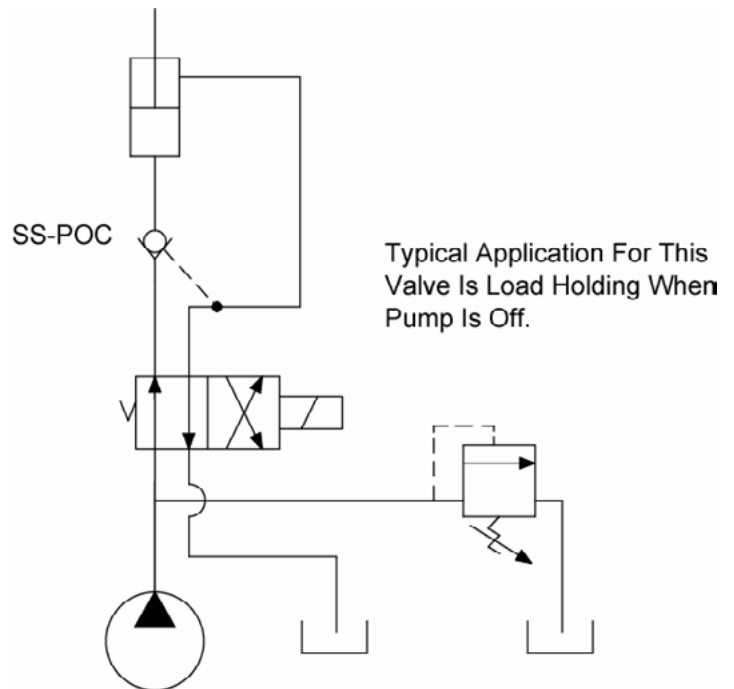 SS-POC
Typical Application For This
Valve Is Load Holding When
Pump Is Off.